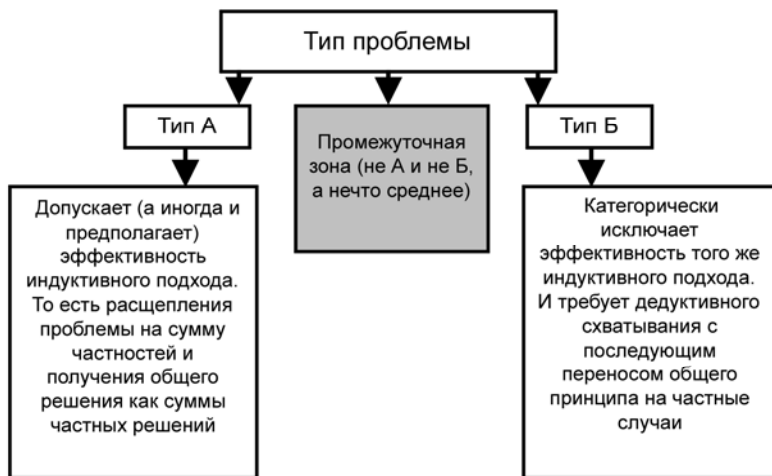 Тип проблемы
Тип А
Промежуточная
зона (не А и не Б,
а нечто среднее)
Тип Б
Допускает (а иногда и
предполагает)
эффективность
индуктивного подхода.
То есть расщепления
проблемы на сумму
частностей и
получения общего
решения как суммы
частных решений
Категорически
исключает
эффективность того же
индуктивного подхода.
И требует дедуктивного
схватывания с
последующим
переносом общего
принципа на частные
случаи